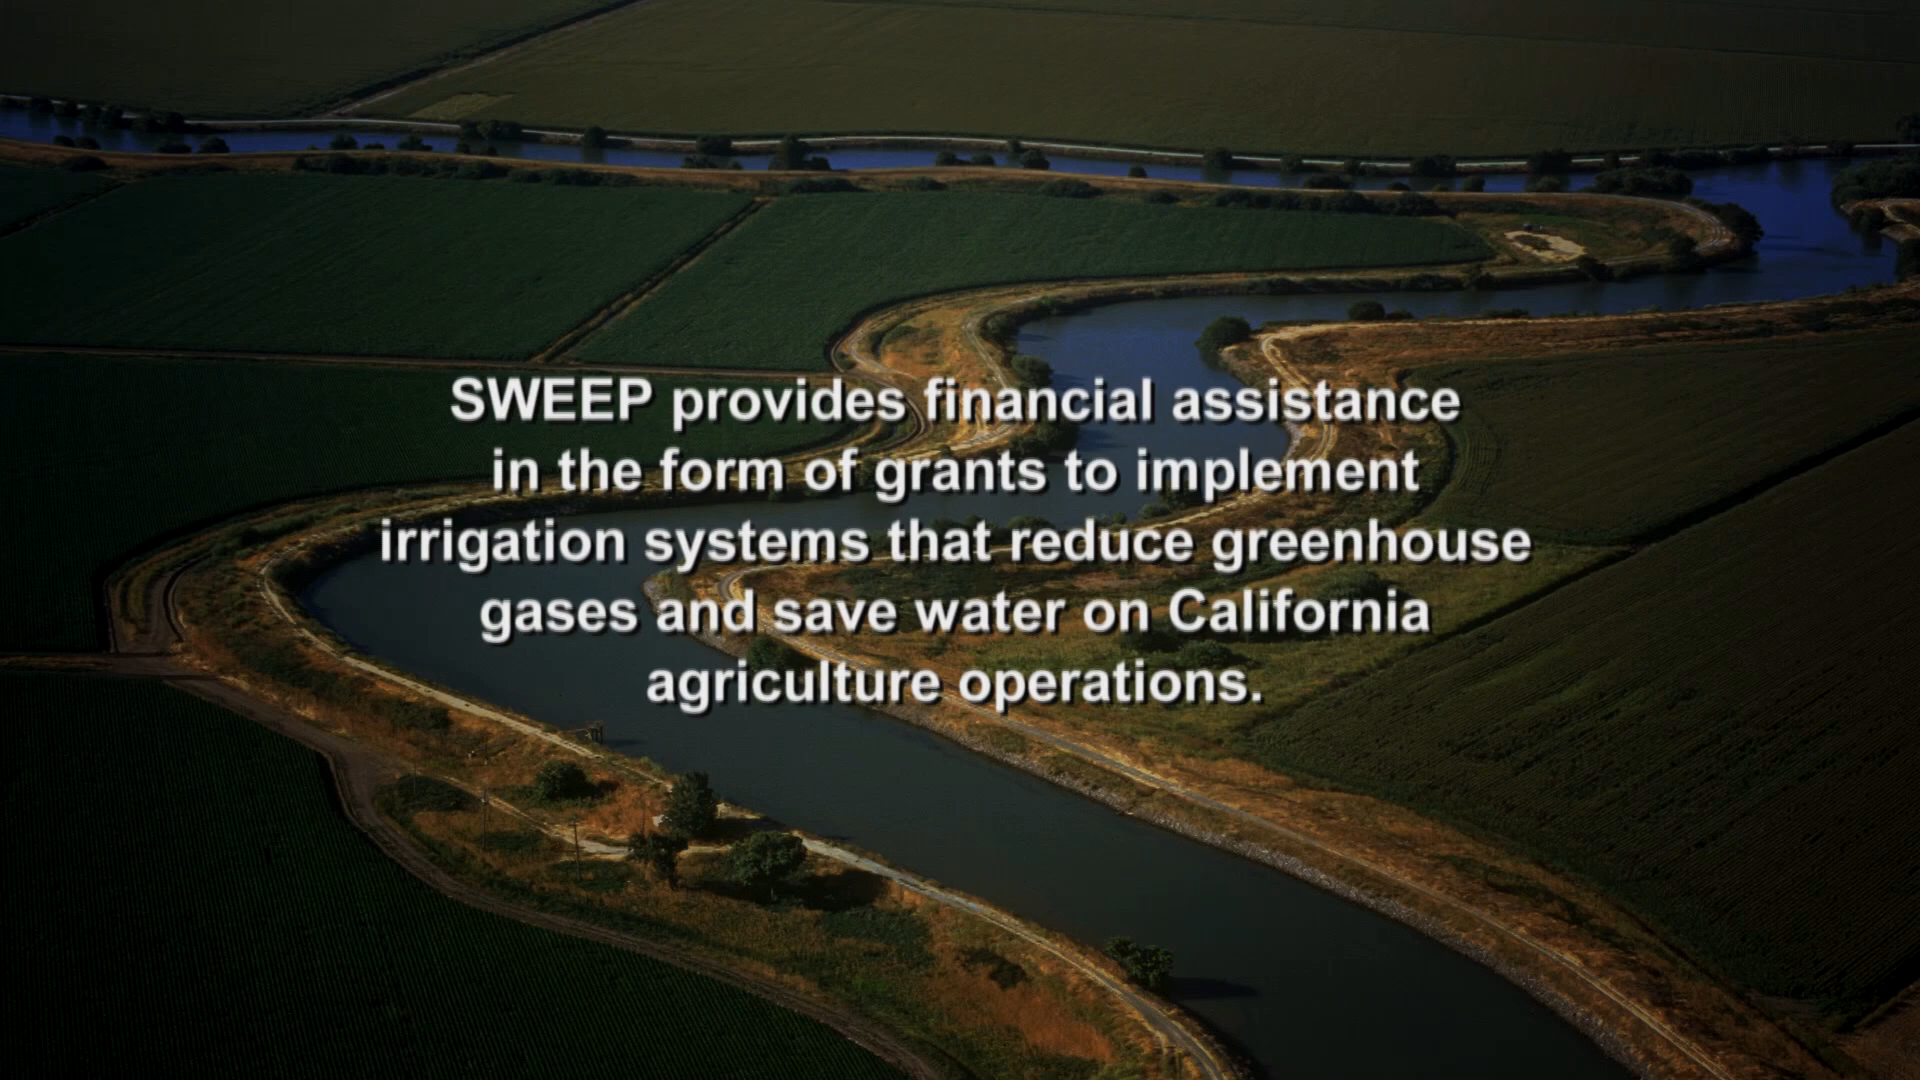 SWEEP provides financial assistance
in the form of grants to implement
irrigation systems that reduce greenhouse
gases and save water on California
agriculture operations.